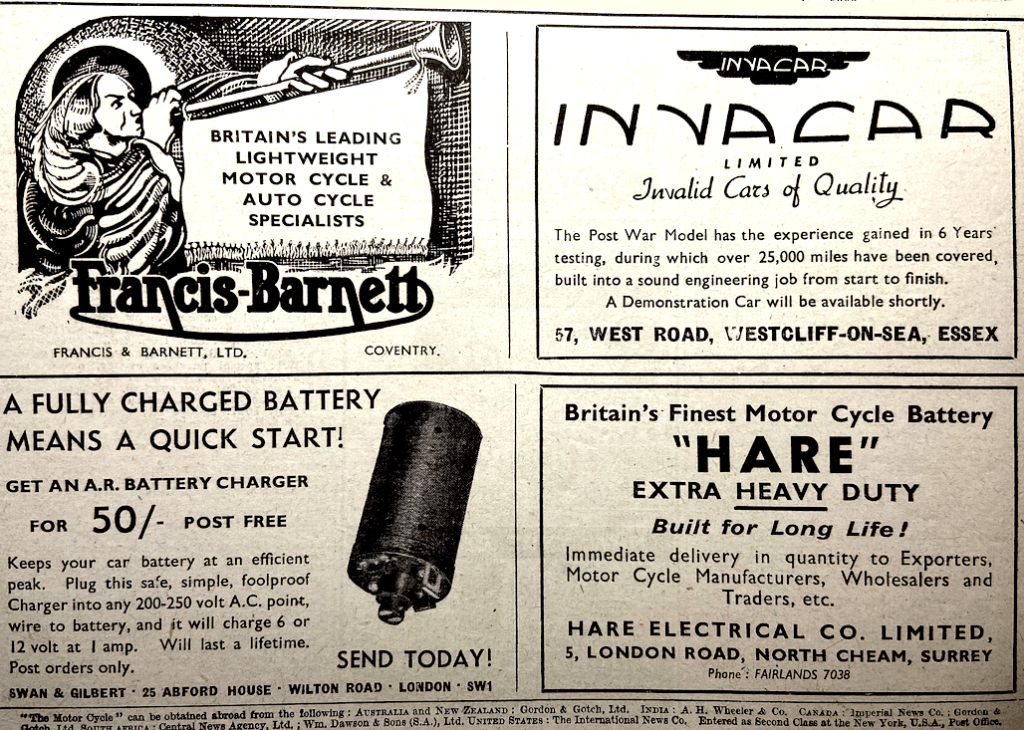 BRITAIN'S LEADING
LIGHTWEIGHT
MOTOR CYCLE &
AUTO CYCLE
SPECIALISTS
Francis-Barnett
FRANCIS & BARNETT, LTD. COVENTRY.
INVACAR
INVACAR
LIMITED
Invalid Cars of Quality
The Post War Model has the experience gained in 6 Years'
testing, during which over 25,000 miles have been covered,
built into a sound engineering job from start to finish.
A Demonstration Car will be available shortly.
57, WEST ROAD, WESTCLIFF-ON-SEA, ESSEX
A FULLY CHARGED BATTERY
MEANS A QUICK START!
GET AN A.R. BATTERY CHARGER
FOR 50/- POST FREE
Keeps your car battery at an efficient
peak. Plug this safe, simple, foolproof
Charger into any 200-250 volt A.C. point,
wire to battery, and it will charge 6 or
12 volt at 1 amp. Will last a lifetime.
Post orders only.
SEND TODAY!
SWAN & GILBERT · 25 ABFORD HOUSE · WILTON ROAD · LONDON · SW1
Britain's Finest Motor Cycle Battery
"HARE"
EXTRA HEAVY DUTY
Built for Long Life!
Immediate delivery in quantity to Exporters,
Motor Cycle Manufacturers, Wholesalers and
Traders, etc.
HARE ELECTRICAL CO. LIMITED,
5, LONDON ROAD, NORTH CHEAM, SURREY
Phone: FAIRLANDS 7038
"The Motor Cycle" can be obtained abroad from the following: AUSTRALIA and NEW ZEALAND: Gordon & Gotch, Ltd. INDIA: A. H. Wheeler & Co. CANADA: Imperial News Co.; Gordon &
Gotch, Ltd. SOUTH AFRICA: Central News Agency, Ltd.; Wm. Dawson & Sons (S.A.), Ltd. UNITED STATES: The International News Co. Entered as Second Class at the New York, U.S.A., Post Office.